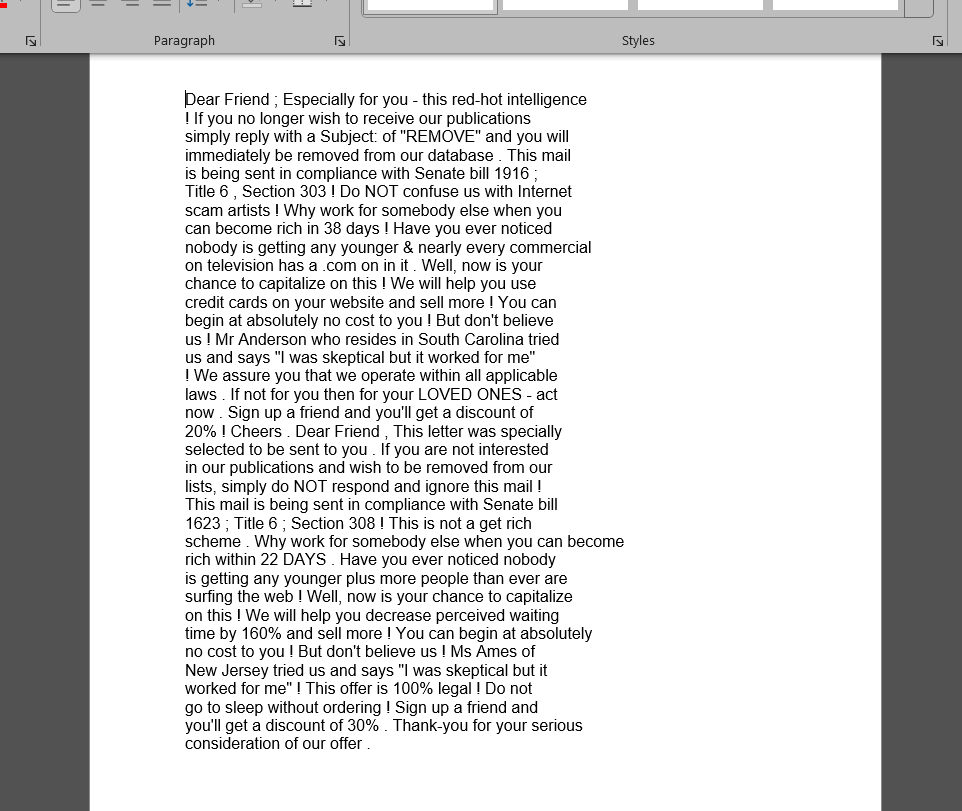 Paragraph
Styles
Dear Friend ; Especially for you - this red-hot intelligence
! If you no longer wish to receive our publications
simply reply with a Subject: of "REMOVE" and you will
immediately be removed from our database . This mail
is being sent in compliance with Senate bill 1916 ;
Title 6 , Section 303 ! Do NOT confuse us with Internet
scam artists ! Why work for somebody else when you
can become rich in 38 days ! Have you ever noticed
nobody is getting any younger & nearly every commercial
on television has a .com on in it . Well, now is your
chance to capitalize on this ! We will help you use
credit cards on your website and sell more ! You can
begin at absolutely no cost to you ! But don't believe
us ! Mr Anderson who resides in South Carolina tried
us and says "I was skeptical but it worked for me"
! We assure you that we operate within all applicable
laws . If not for you then for your LOVED ONES - act
now . Sign up a friend and you'll get a discount of
20% ! Cheers . Dear Friend , This letter was specially
selected to be sent to you . If you are not interested
in our publications and wish to be removed from our
lists, simply do NOT respond and ignore this mail !
This mail is being sent in compliance with Senate bill
1623 ; Title 6 ; Section 308 ! This is not a get rich
scheme . Why work for somebody else when you can become
rich within 22 DAYS . Have you ever noticed nobody
is getting any younger plus more people than ever are
surfing the web ! Well, now is your chance to capitalize
on this ! We will help you decrease perceived waiting
time by 160% and sell more ! You can begin at absolutely
no cost to you ! But don't believe us ! Ms Ames of
New Jersey tried us and says "I was skeptical but it
worked for me" ! This offer is 100% legal ! Do not
go to sleep without ordering ! Sign up a friend and
you'll get a discount of 30% . Thank-you for your serious
consideration of our offer .